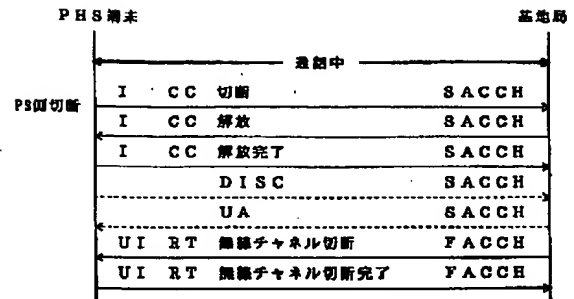 PHS端末 基地局
通話中
I CC 切断 SACCH
PS側切断
I CC 解放 SACCH
I CC 解放完了 SACCH
DISC SACCH
UA SACCH
UI RT 無線チャネル切断 FACCH
UI RT 無線チャネル切断完了 FACCH